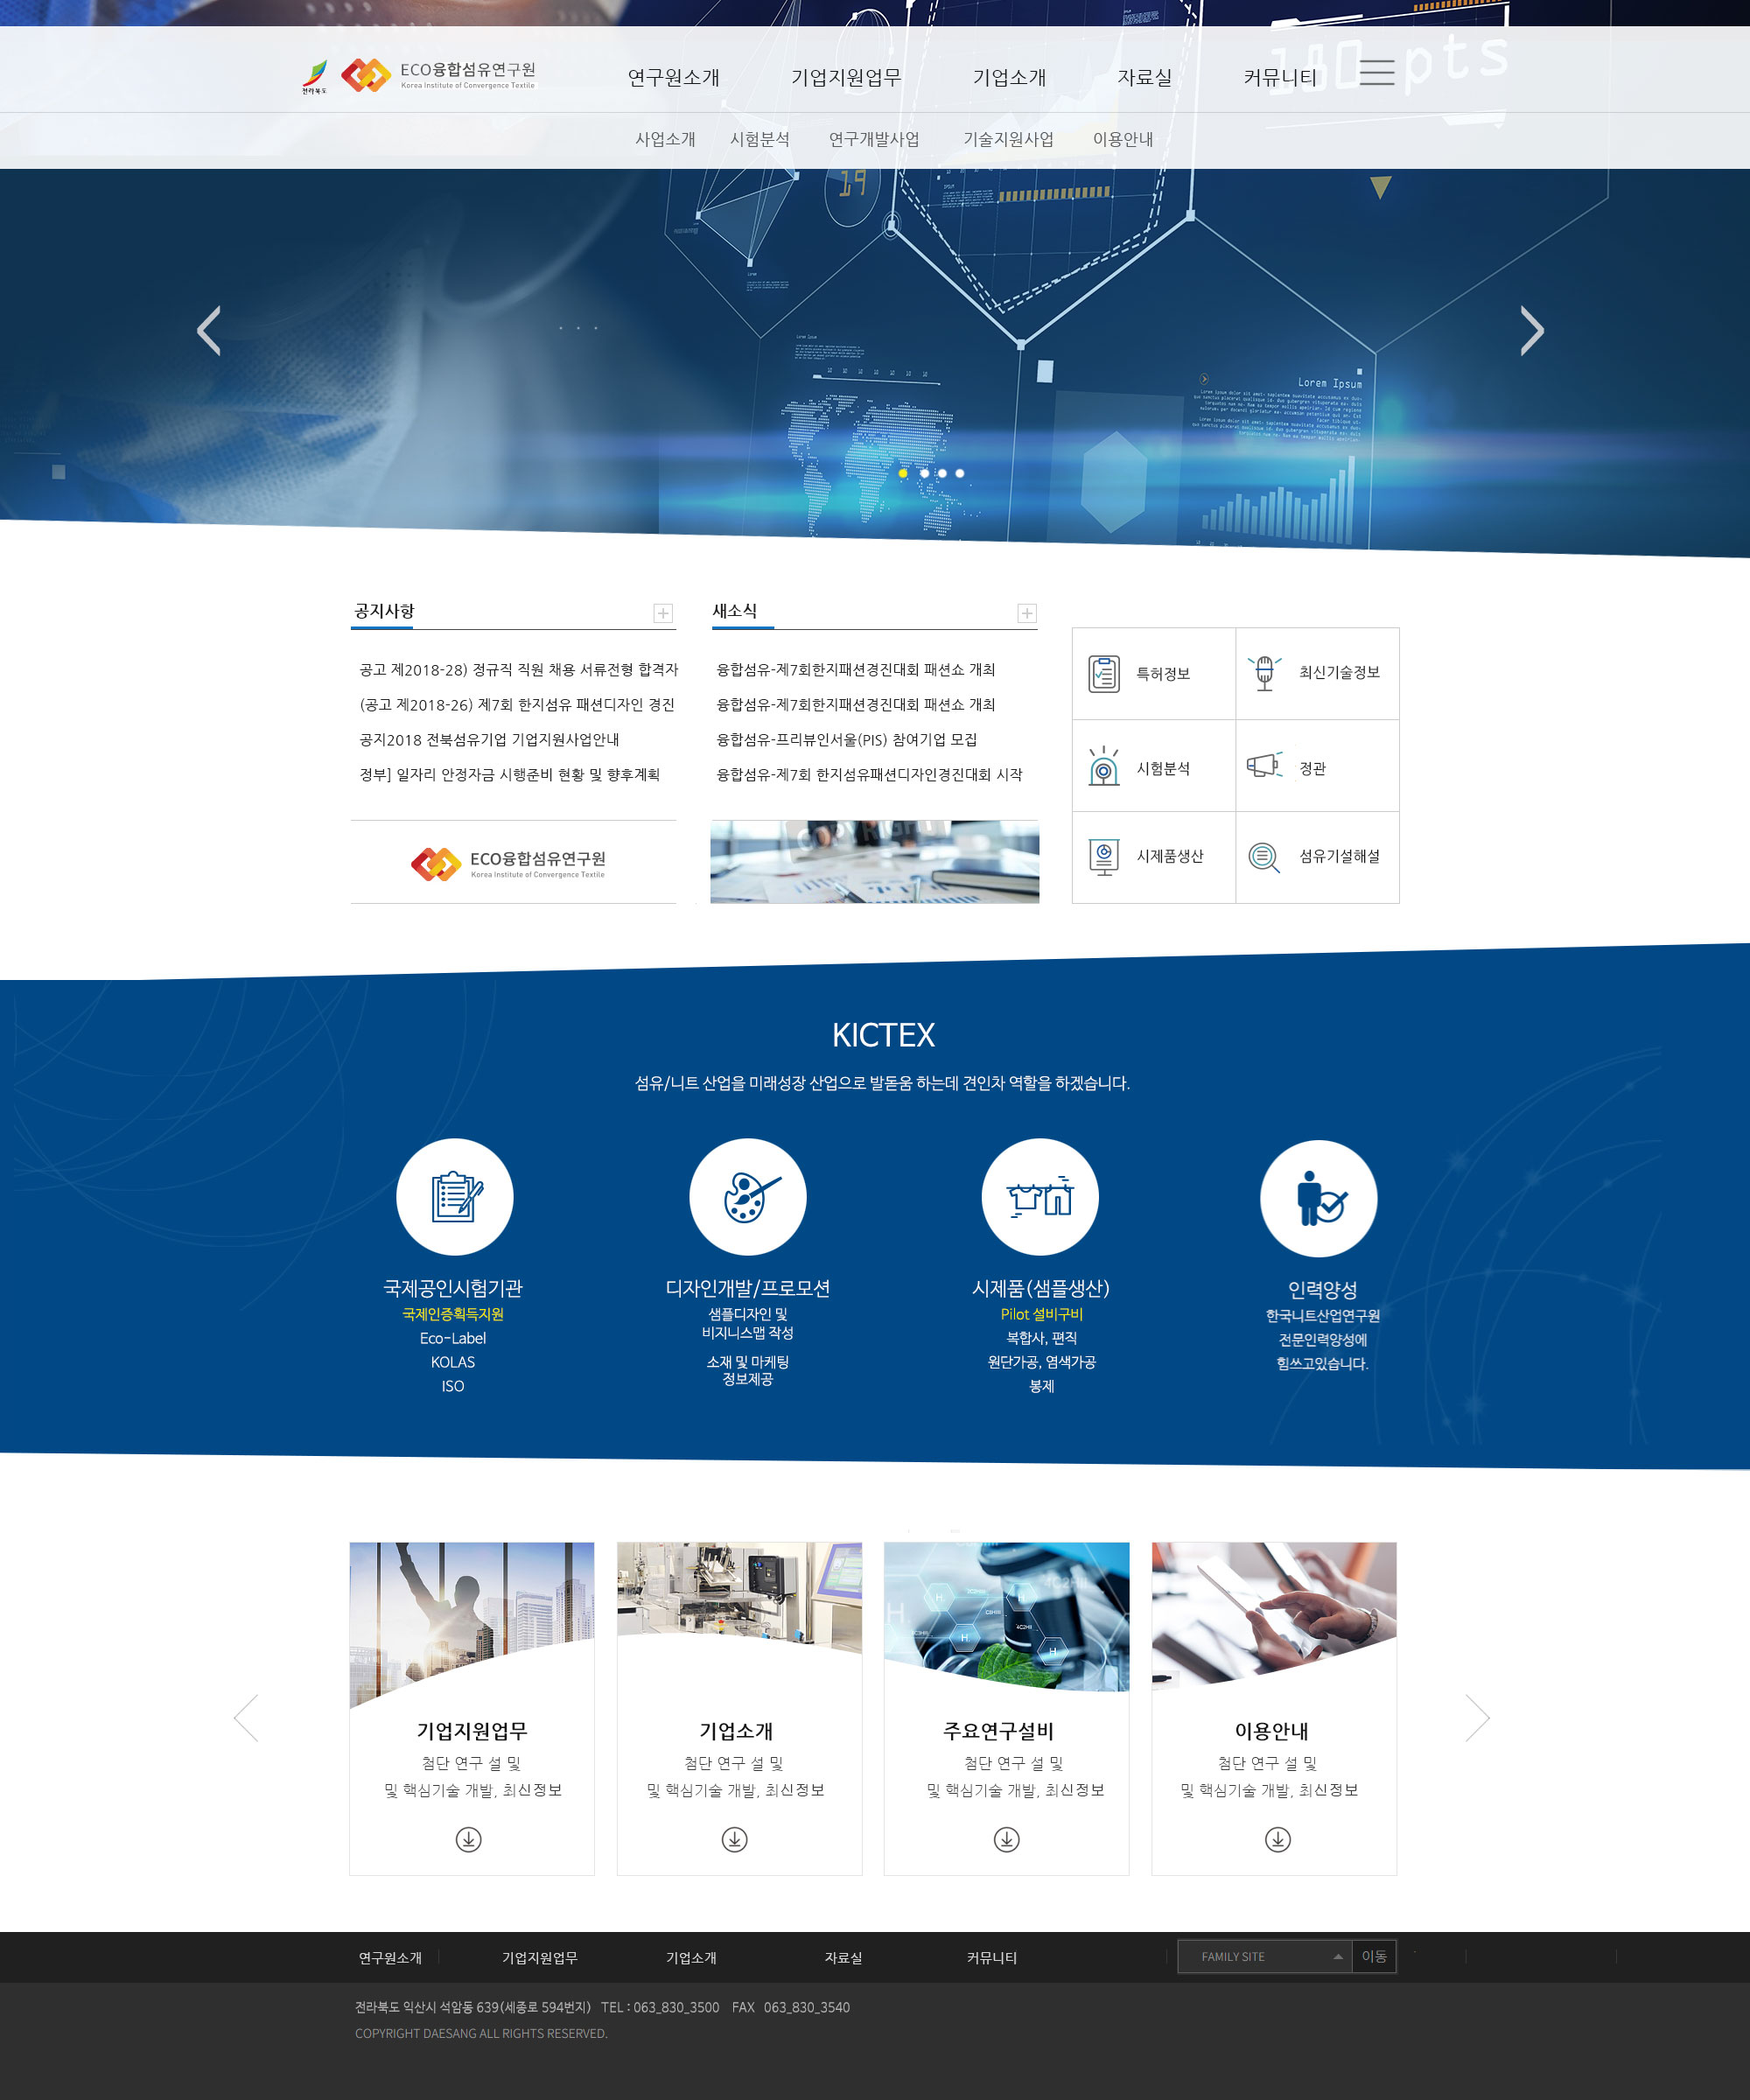 180 pts
전라북도
ECO융합섬유연구원
Korea Institute of Convergence Textile
연구원소개
기업지원업무
기업소개
자료실
커뮤니티
사업소개
시험분석
연구개발사업
기술지원사업
이용안내
19
Lorem Ipsum
공지사항
공고 제2018-28) 정규직 직원 채용 서류전형 합격자
(공고 제2018-26) 제7회 한지섬유 패션디자인 경진
공지2018 전북섬유기업 기업지원사업안내
정부] 일자리 안정자금 시행준비 현황 및 향후계획
새소식
융합섬유-제7회한지패션경진대회 패션쇼 개최
융합섬유-제7회한지패션경진대회 패션쇼 개최
융합섬유-프리뷰인서울(PIS) 참여기업 모집
융합섬유-제7회 한지섬유패션디자인경진대회 시작
특허정보
최신기술정보
시험분석
정관
시제품생산
섬유기설해설
ECO융합섬유연구원
Korea Institute of Convergence Textile
COPYRIGHT
KICTEX
섬유/니트 산업을 미래성장 산업으로 발돋움 하는데 견인차 역할을 하겠습니다.
국제공인시험기관
국제인증획득지원
Eco-Label
KOLAS
ISO
디자인개발/프로모션
샘플디자인 및
비지니스맵 작성
소재 및 마케팅
정보제공
시제품(샘플생산)
Pilot 설비구비
복합사, 편직
원단가공, 염색가공
봉제
인력양성
한국니트산업연구원
전문인력양성에
힘쓰고있습니다.
기업지원업무
첨단 연구 설 및
및 핵심기술 개발, 최신정보
기업소개
첨단 연구 설 및
및 핵심기술 개발, 최신정보
주요연구설비
첨단 연구 설 및
및 핵심기술 개발, 최신정보
이용안내
첨단 연구 설 및
및 핵심기술 개발, 최신정보
연구원소개
기업지원업무
기업소개
자료실
커뮤니티
FAMILY SITE
이동
전라북도 익산시 석암동 639(세종로 594번지) TEL : 063_830_3500 FAX 063_830_3540
COPYRIGHT DAESANG ALL RIGHTS RESERVED.